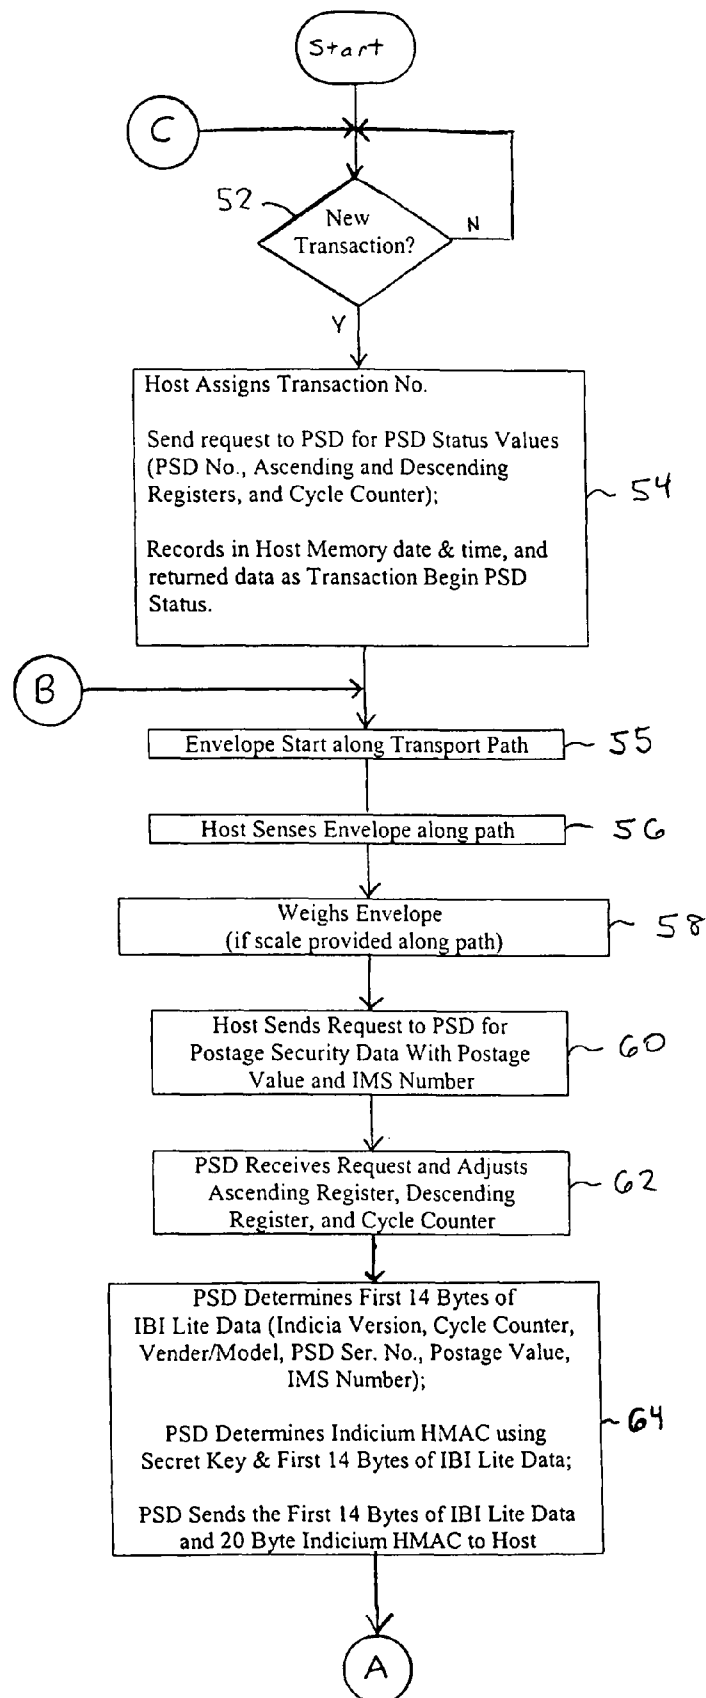 Start
C
52
New
Transaction?
N
Y
Host Assigns Transaction No.
Send request to PSD for PSD Status Values
(PSD No., Ascending and Descending
Registers, and Cycle Counter);
Records in Host Memory date & time, and
returned data as Transaction Begin PSD
Status.
54
B
Envelope Start along Transport Path
55
Host Senses Envelope along path
56
Weighs Envelope
(if scale provided along path)
58
Host Sends Request to PSD for
Postage Security Data With Postage
Value and IMS Number
60
PSD Receives Request and Adjusts
Ascending Register, Descending
Register, and Cycle Counter
62
PSD Determines First 14 Bytes of
IBI Lite Data (Indicia Version, Cycle Counter,
Vender/Model, PSD Ser. No., Postage Value,
IMS Number);
PSD Determines Indicium HMAC using
Secret Key & First 14 Bytes of IBI Lite Data;
PSD Sends the First 14 Bytes of IBI Lite Data
and 20 Byte Indicium HMAC to Host
64
A